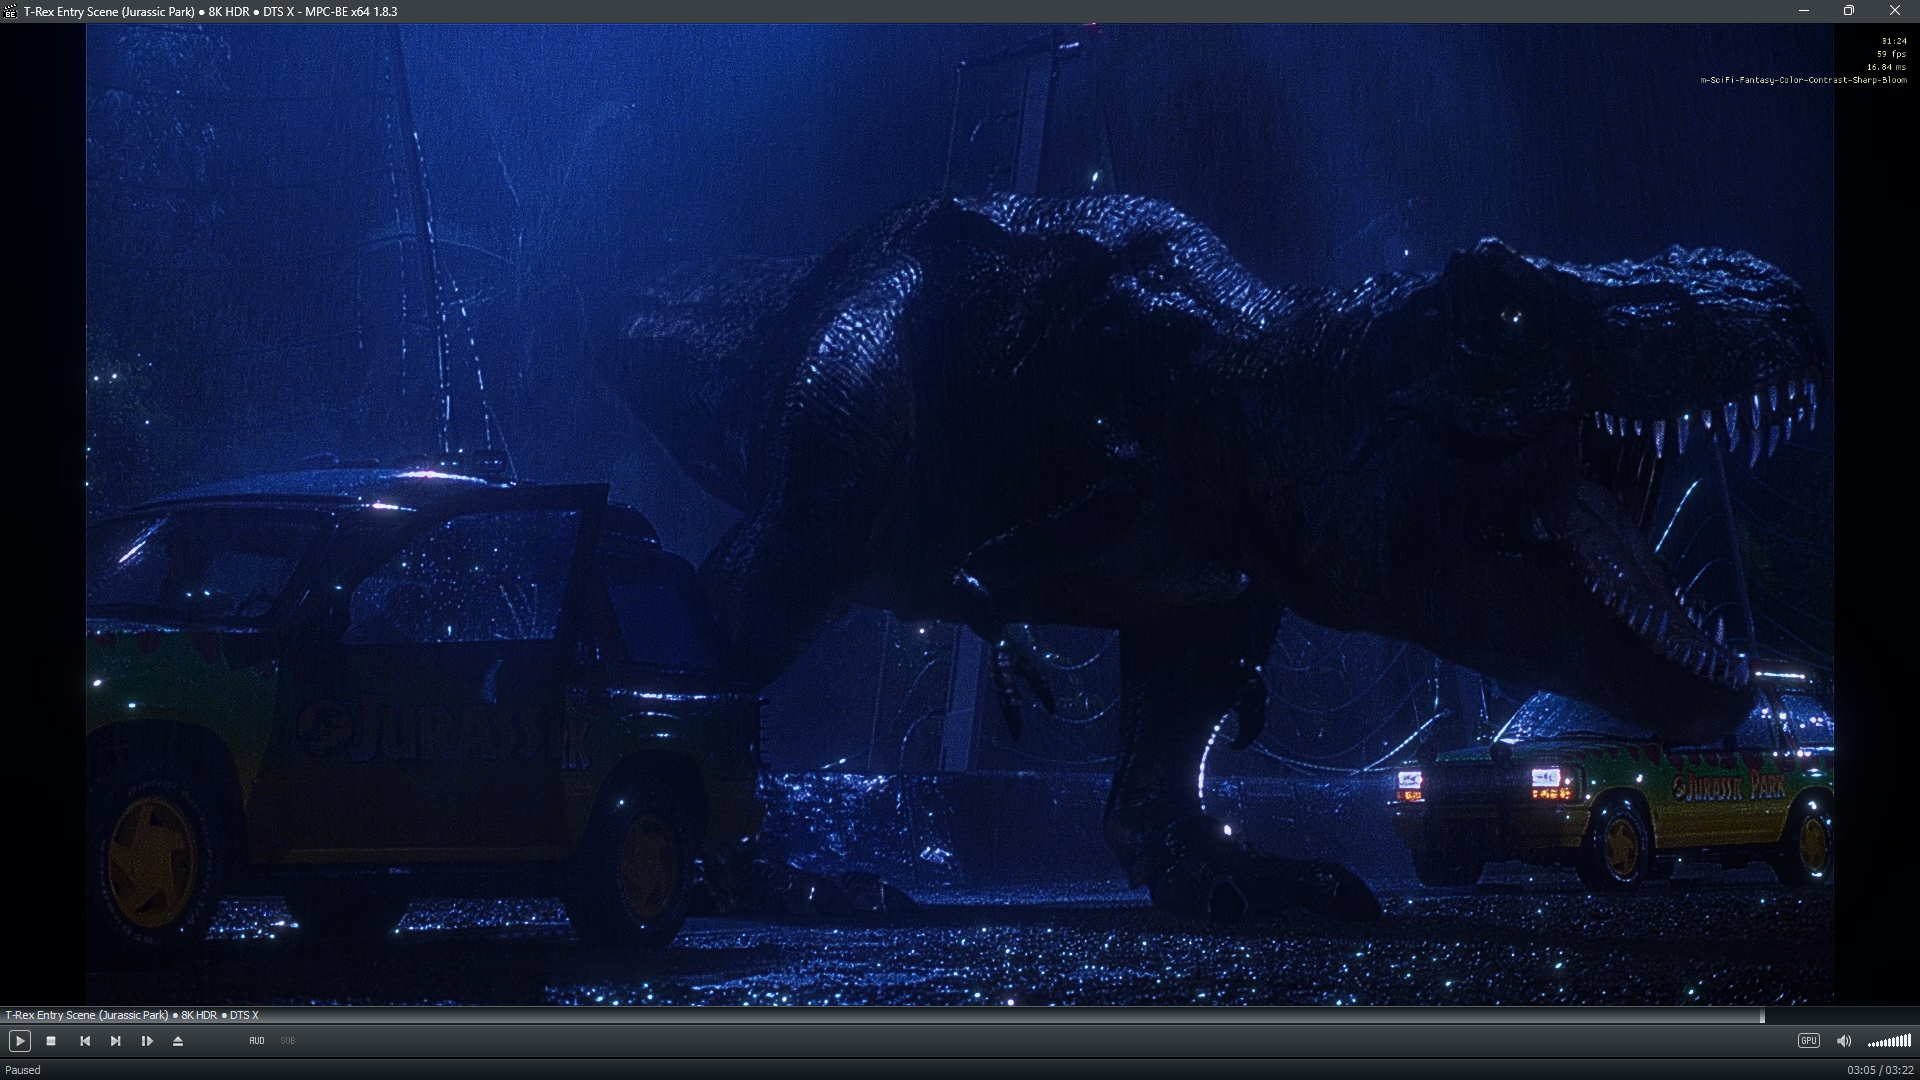 T-Rex Entry Scene (Jurassic Park) ● 8K HDR ● DTS X - MPC-BE x64 1.8.3
01:24
59 fps
16.84 ms
m-SciFi-Fantasy-Color-Contrast-Sharp-Bloom
JURASSIC PARK
T-Rex Entry Scene (Jurassic Park) ● 8K HDR ● DTS X
AUD SUB
GPU
Paused
03:05 / 03:22